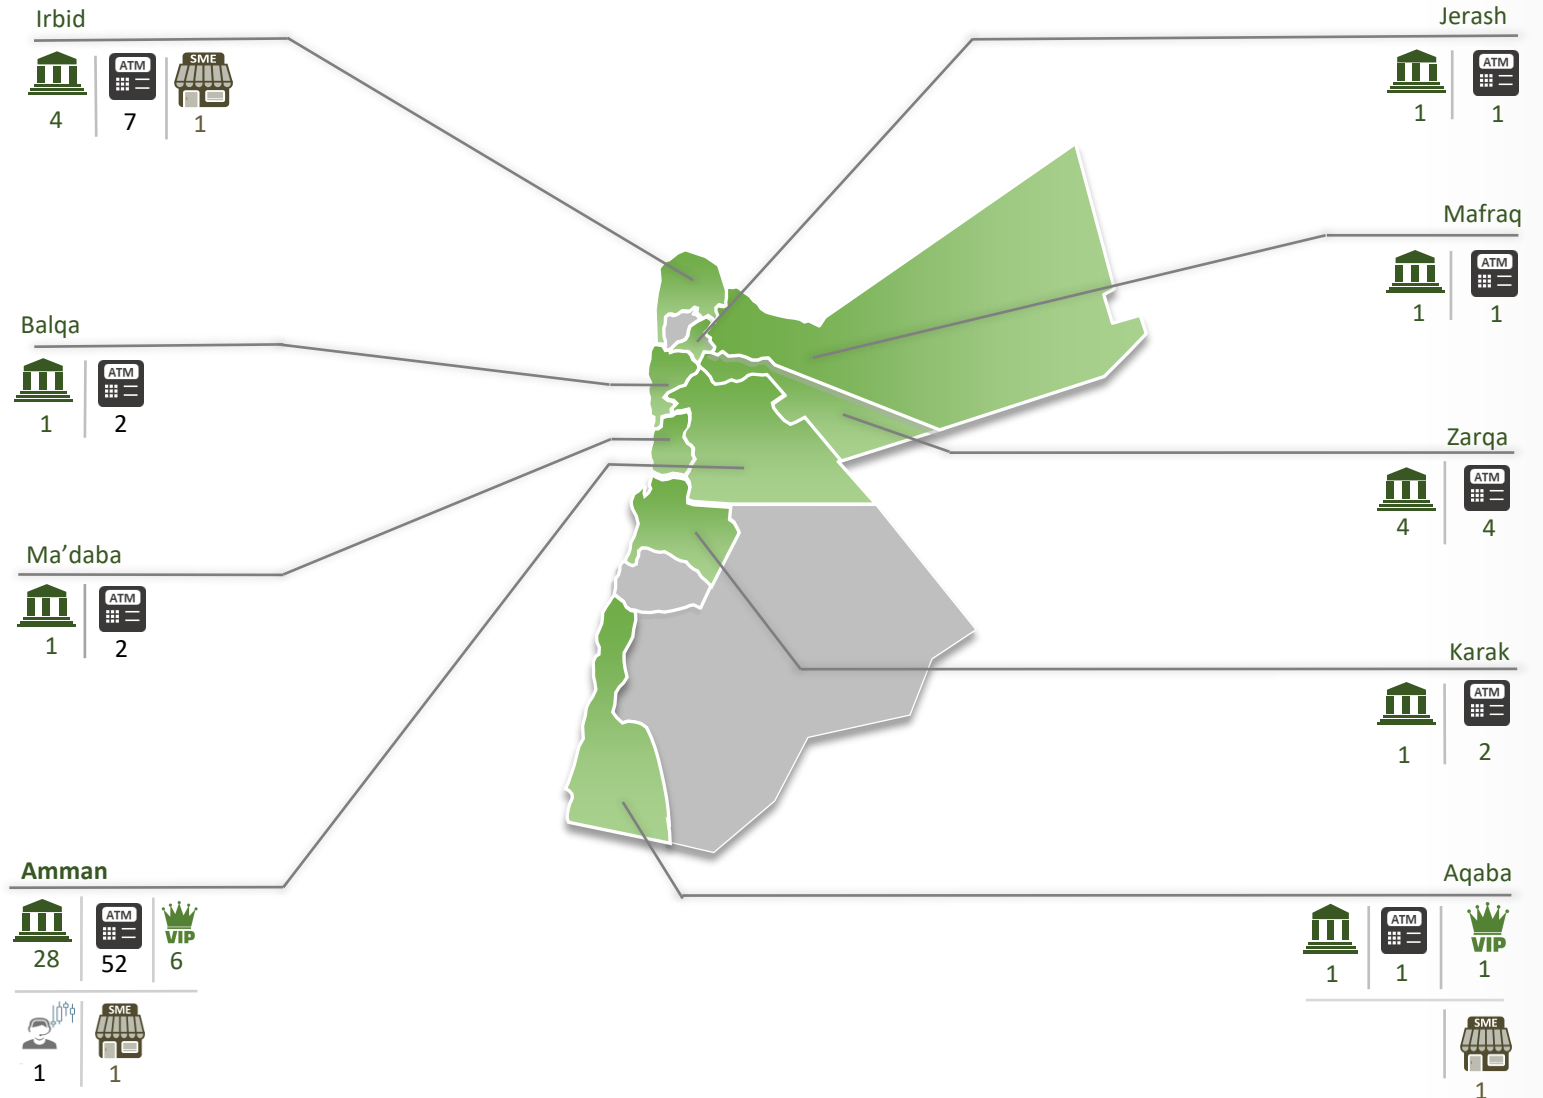 Irbid
ATM
SME
4
7
1
Jerash
ATM
1
1
Mafraq
ATM
1
1
Balqa
ATM
1
2
Zarqa
ATM
4
4
Ma'daba
ATM
1
2
Karak
ATM
1
2
Amman
ATM
VIP
28
52
6
SME
1
1
Aqaba
ATM
VIP
1
1
1
SME
1